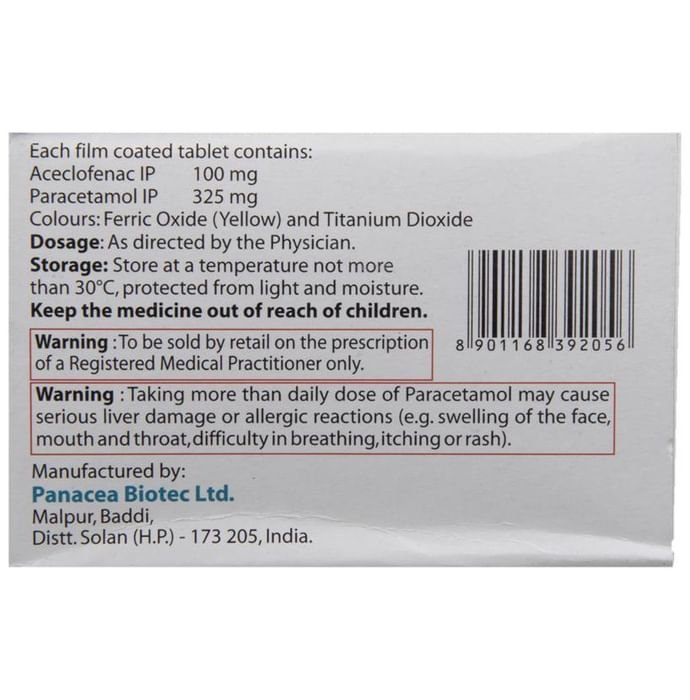 Each film coated tablet contains:
Aceclofenac IP 100 mg
Paracetamol IP 325 mg
Colours: Ferric Oxide (Yellow) and Titanium Dioxide
Dosage: As directed by the Physician.
Storage: Store at a temperature not more
than 30°C, protected from light and moisture.
Keep the medicine out of reach of children.
Warning : To be sold by retail on the prescription
of a Registered Medical Practitioner only.
8 901168 392056
Warning : Taking more than daily dose of Paracetamol may cause
serious liver damage or allergic reactions (e.g. swelling of the face,
mouth and throat, difficulty in breathing, itching or rash).
Manufactured by:
Panacea Biotec Ltd.
Malpur, Baddi,
Distt. Solan (H.P.) - 173 205, India.